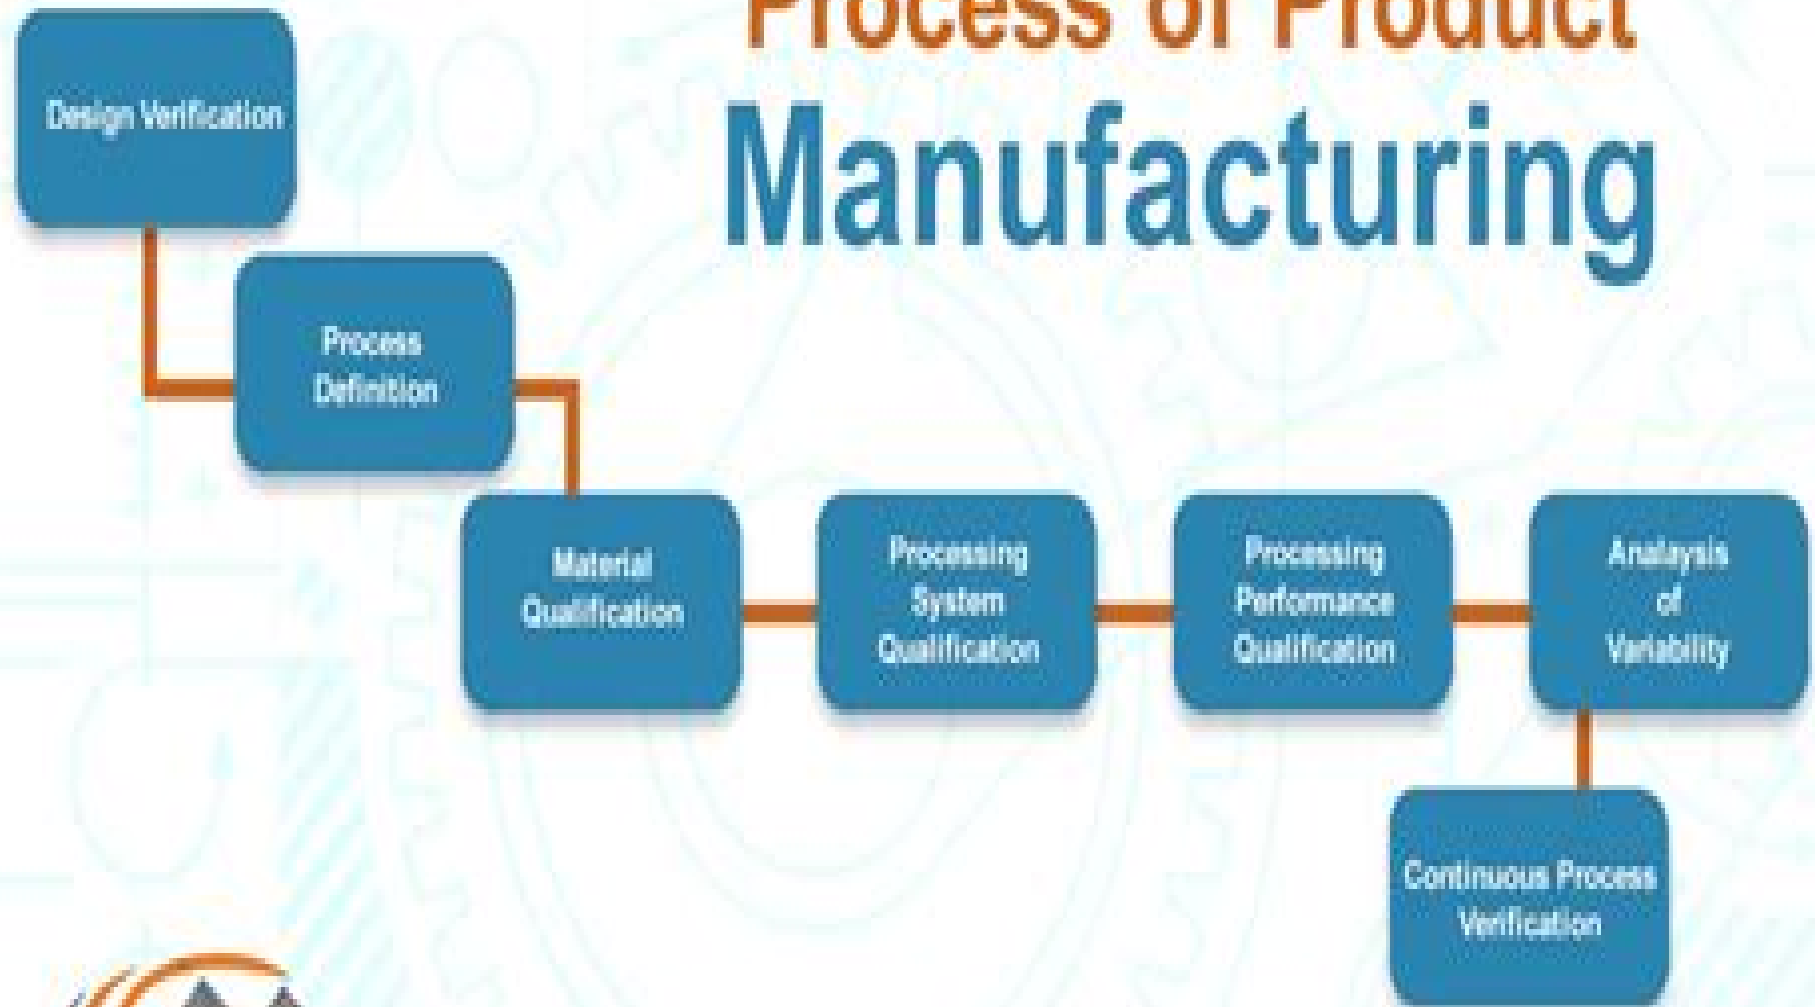 Process of Product
Manufacturing
Design Verification
Process
Definition
Material
Qualification
Processing
System
Qualification
Processing
Performance
Qualification
Analaysis
of
Variability
Continuous Process
Verification